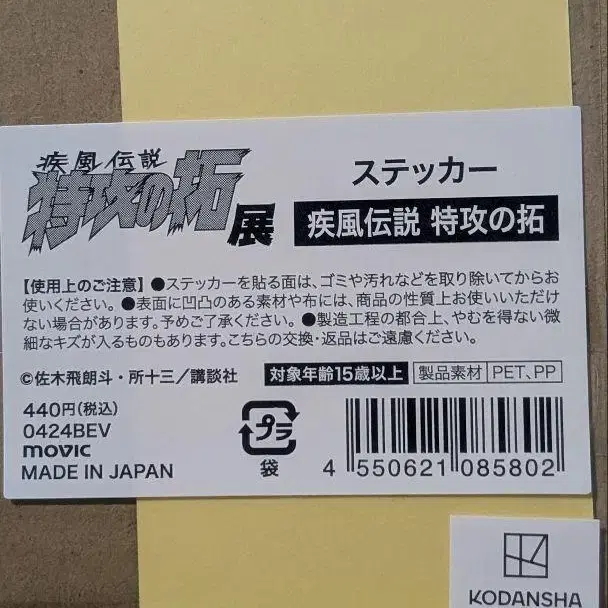 疾風伝説
特攻の拓
展
ステッカー
疾風伝説 特攻の拓
【使用上のご注意】●ステッカーを貼る面は、ゴミや汚れなどを取り除いてからお
使いください。●表面に凹凸のある素材や布には、商品の性質上お使いいただけ
ない場合があります。予めご了承ください。●製造工程の都合上、やむを得ない微
細なキズが入るものもあります。こちらの交換・返品はご遠慮ください。
©佐木飛朗斗・所十三／講談社
対象年齢15歳以上
製品素材 PET、PP
440円(税込)
0424BEV
movic
MADE IN JAPAN
プラ
袋
4 550621 085802
KODANSHA